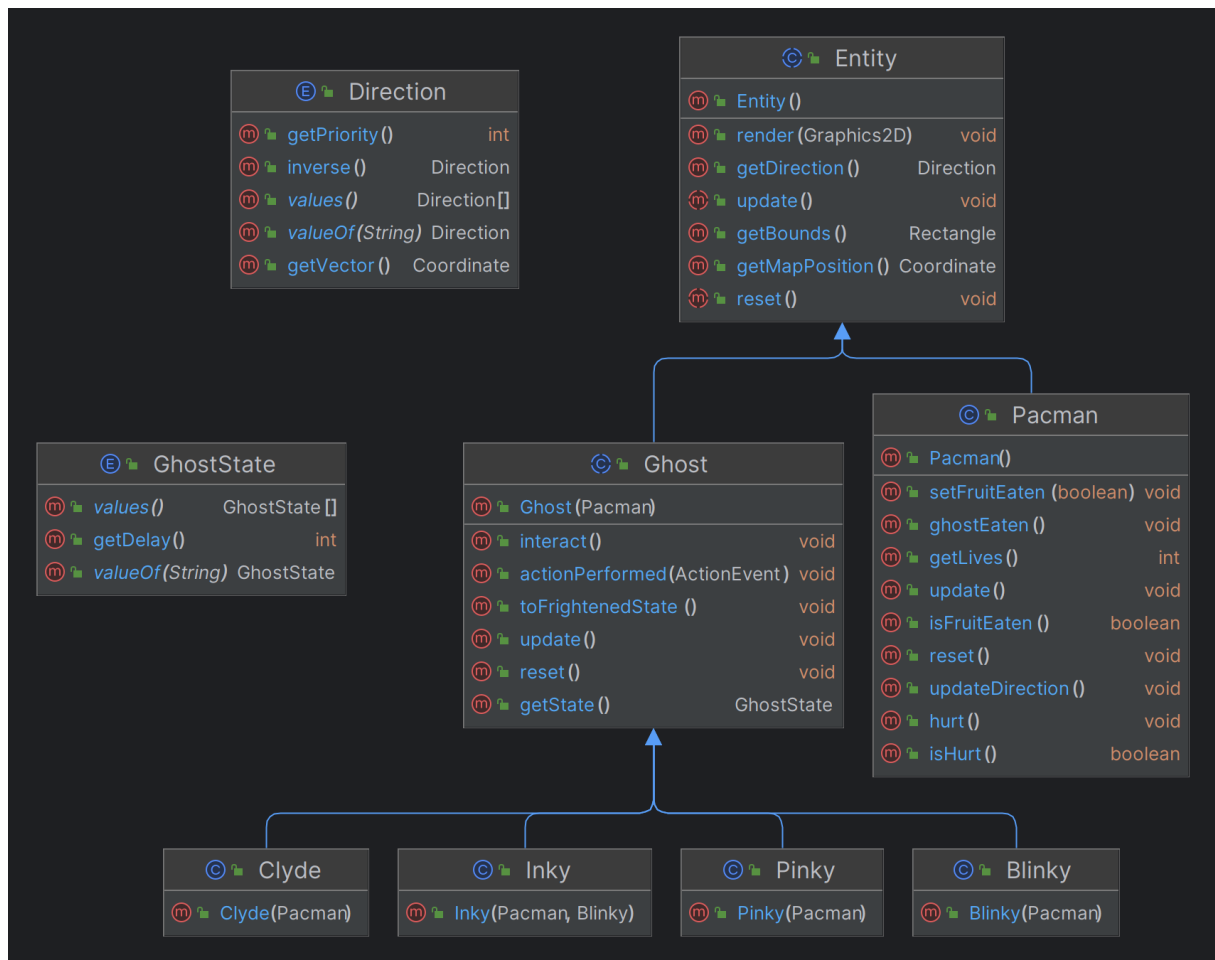 Direction
getPriority() int
inverse() Direction
values() Direction[]
valueOf(String) Direction
getVector() Coordinate
Entity
Entity()
render(Graphics2D) void
getDirection() Direction
update() void
getBounds() Rectangle
getMapPosition() Coordinate
reset() void
GhostState
values() GhostState[]
getDelay() int
valueOf(String) GhostState
Ghost
Ghost(Pacman)
interact() void
actionPerformed(ActionEvent) void
toFrightenedState() void
update() void
reset() void
getState() GhostState
Pacman
Pacman()
setFruitEaten(boolean) void
ghostEaten() void
getLives() int
update() void
isFruitEaten() boolean
reset() void
updateDirection() void
hurt() void
isHurt() boolean
Clyde
Clyde(Pacman)
Inky
Inky(Pacman, Blinky)
Pinky
Pinky(Pacman)
Blinky
Blinky(Pacman)